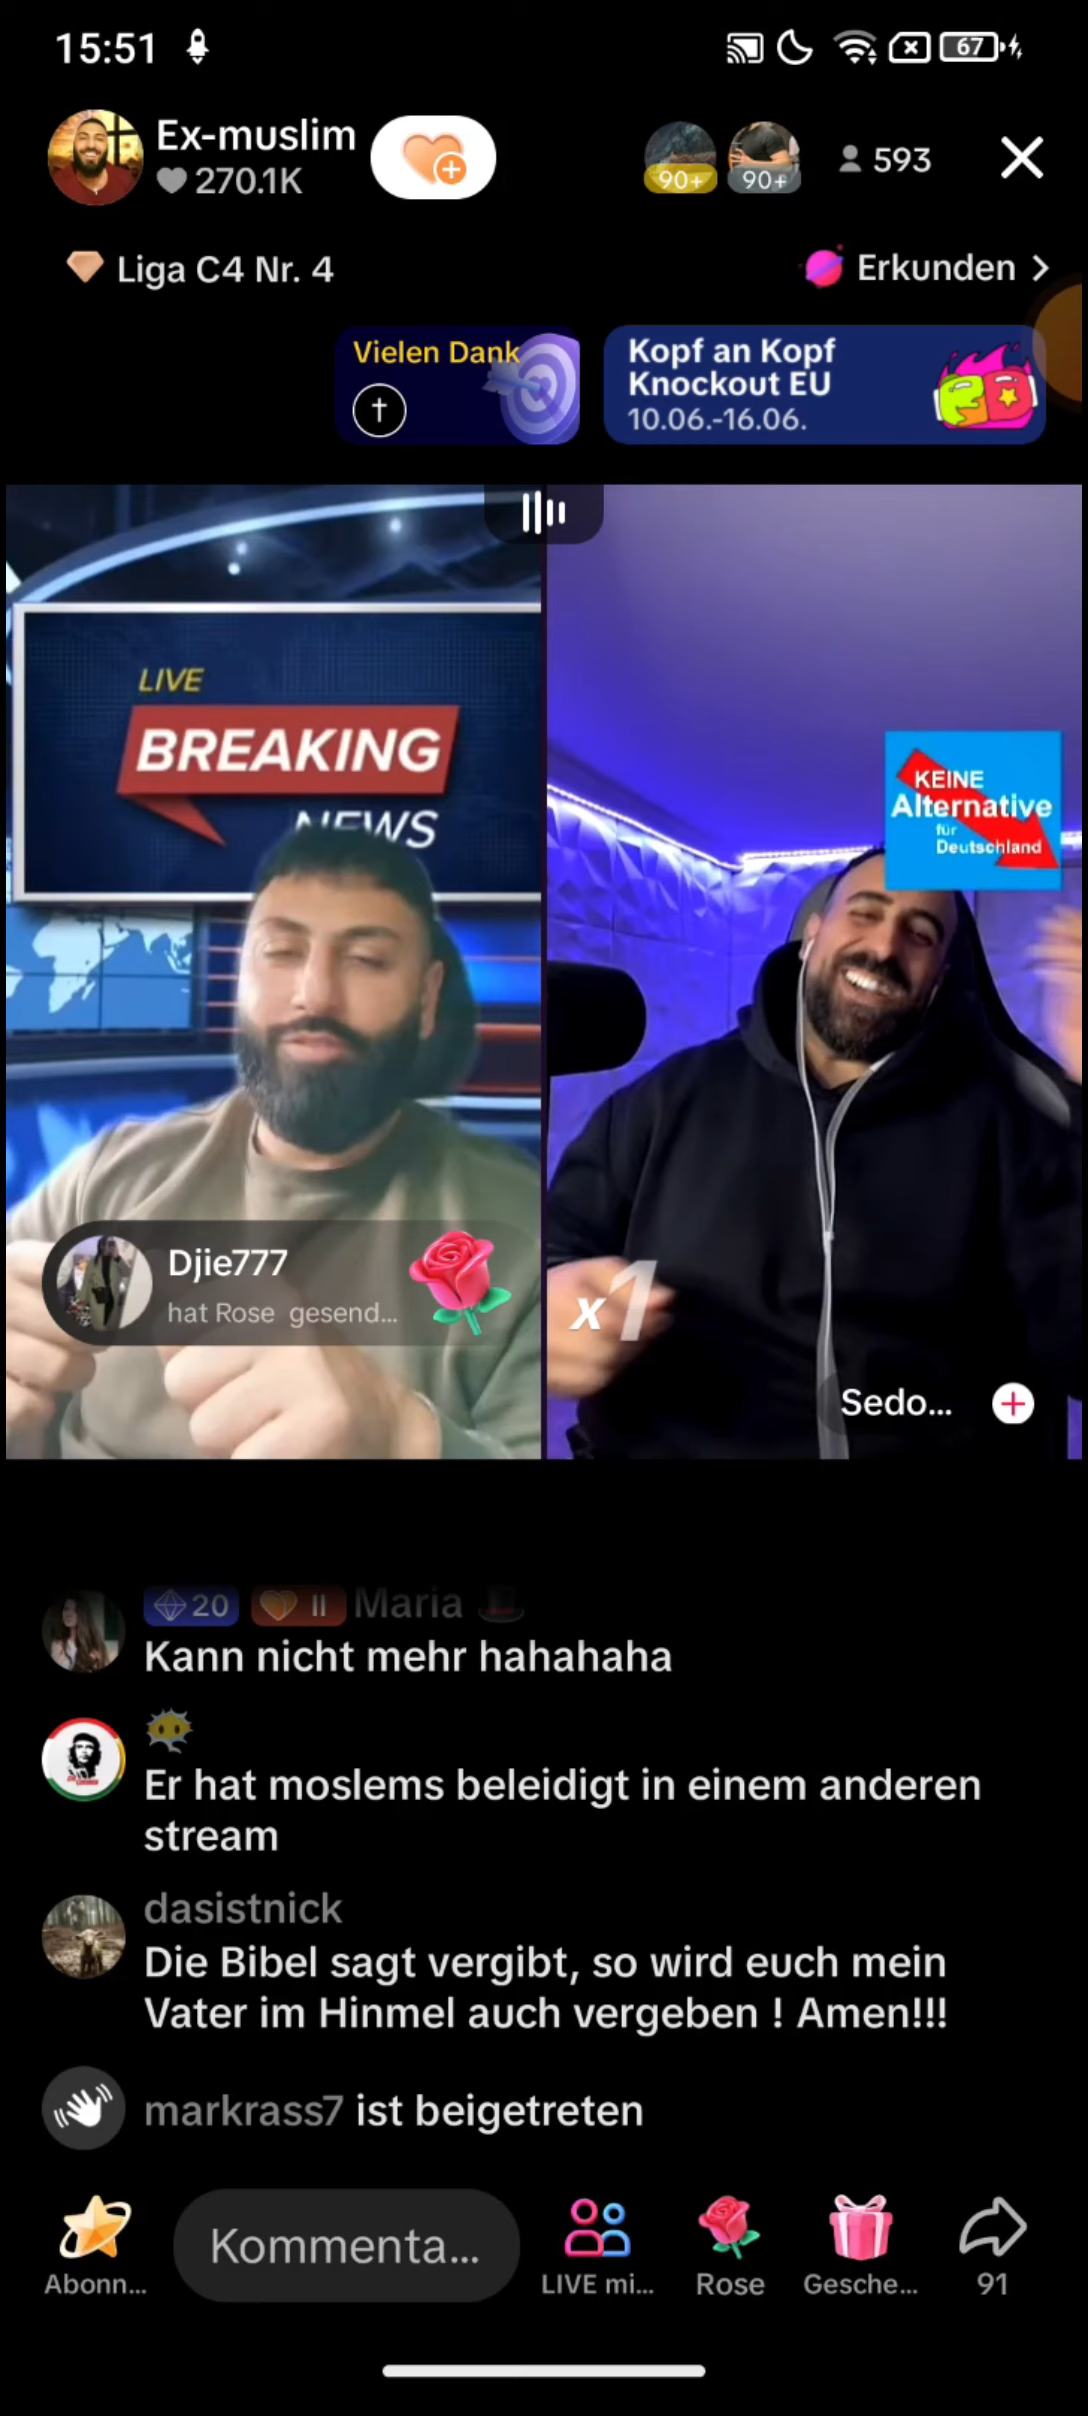 15:51
67
Ex-muslim
270.1K
90+
90+
593
Liga C4 Nr. 4
Erkunden >
Vielen Dank
Kopf an Kopf
Knockout EU
10.06.-16.06.
LIVE
BREAKING
NEWS
KEINE
Alternative
für
Deutschland
Djie777
hat Rose gesend...
x1
Sedo...
20 II Maria
Kann nicht mehr hahahaha
Er hat moslems beleidigt in einem anderen
stream
dasistnick
Die Bibel sagt vergibt, so wird euch mein
Vater im Hinmel auch vergeben ! Amen!!!
markrass7 ist beigetreten
Kommenta...
Abonn...
LIVE mi...
Rose
Gesche...
91